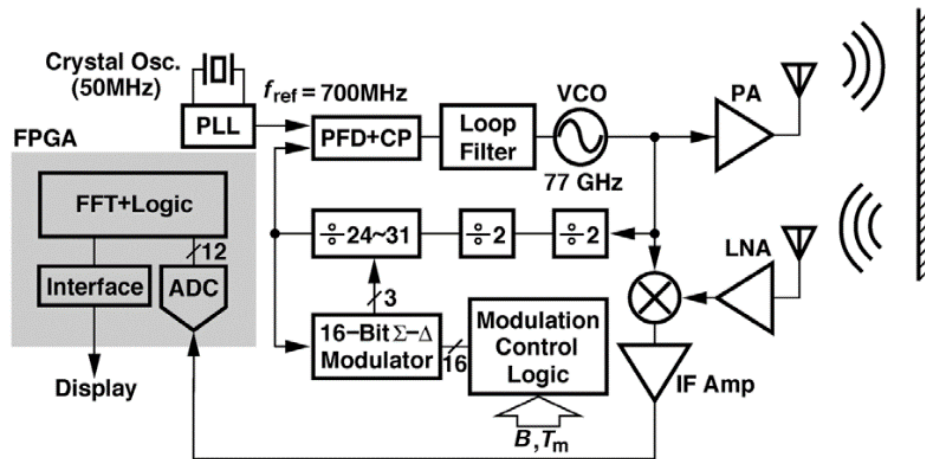 Crystal Osc.
(50MHz)
PLL
f_ref = 700MHz
PFD+CP
Loop
Filter
VCO
77 GHz
PA
FPGA
FFT+Logic
12
Interface
ADC
Display
÷24~31
÷2
÷2
LNA
3
16−Bit Σ−Δ
Modulator
16
Modulation
Control
Logic
IF Amp
B,T_m